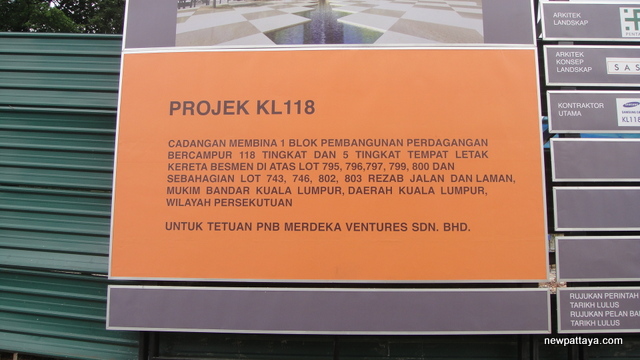 PROJEK KL118
CADANGAN MEMBINA 1 BLOK PEMBANGUNAN PERDAGANGAN
BERCAMPUR 118 TINGKAT DAN 5 TINGKAT TEMPAT LETAK
KERETA BESMEN DI ATAS LOT 795, 796,797, 799, 800 DAN
SEBAHAGIAN LOT 743, 746, 802, 803 REZAB JALAN DAN LAMAN,
MUKIM BANDAR KUALA LUMPUR, DAERAH KUALA LUMPUR,
WILAYAH PERSEKUTUAN
UNTUK TETUAN PNB MERDEKA VENTURES SDN. BHD.
ARKITEK
LANDSKAP
ARKITEK
KONSEP
LANDSKAP
SAS
KONTRAKTOR
UTAMA
KL118
RUJUKAN PERINTAH
TARIKH LULUS
RUJUKAN PELAN BA
TARIKH LULUS
newpattaya.com